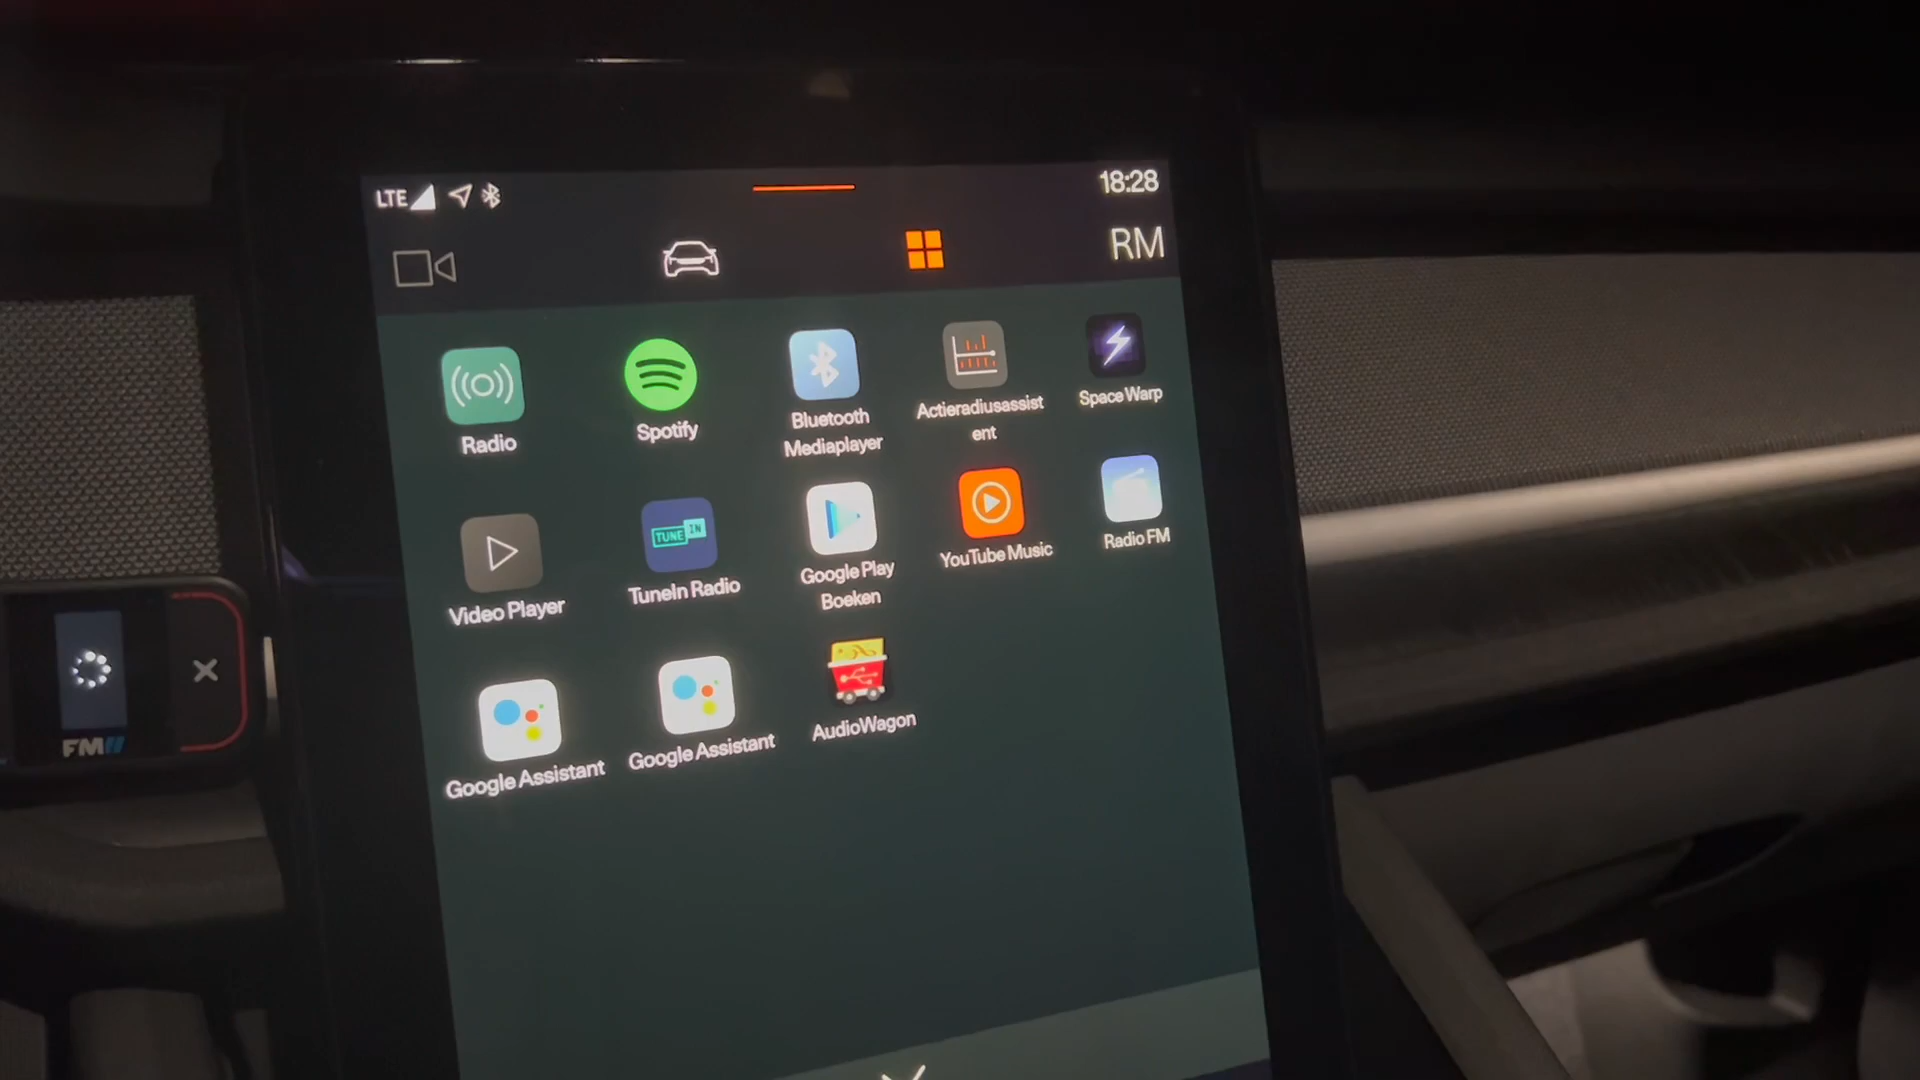 LTE
18:28
RM
Radio
Spotify
Bluetooth
Mediaplayer
Actieradiusassist
ent
Space Warp
Video Player
TUNE IN
TuneIn Radio
Google Play
Boeken
YouTube Music
Radio FM
Google Assistant
Google Assistant
AudioWagon
FM